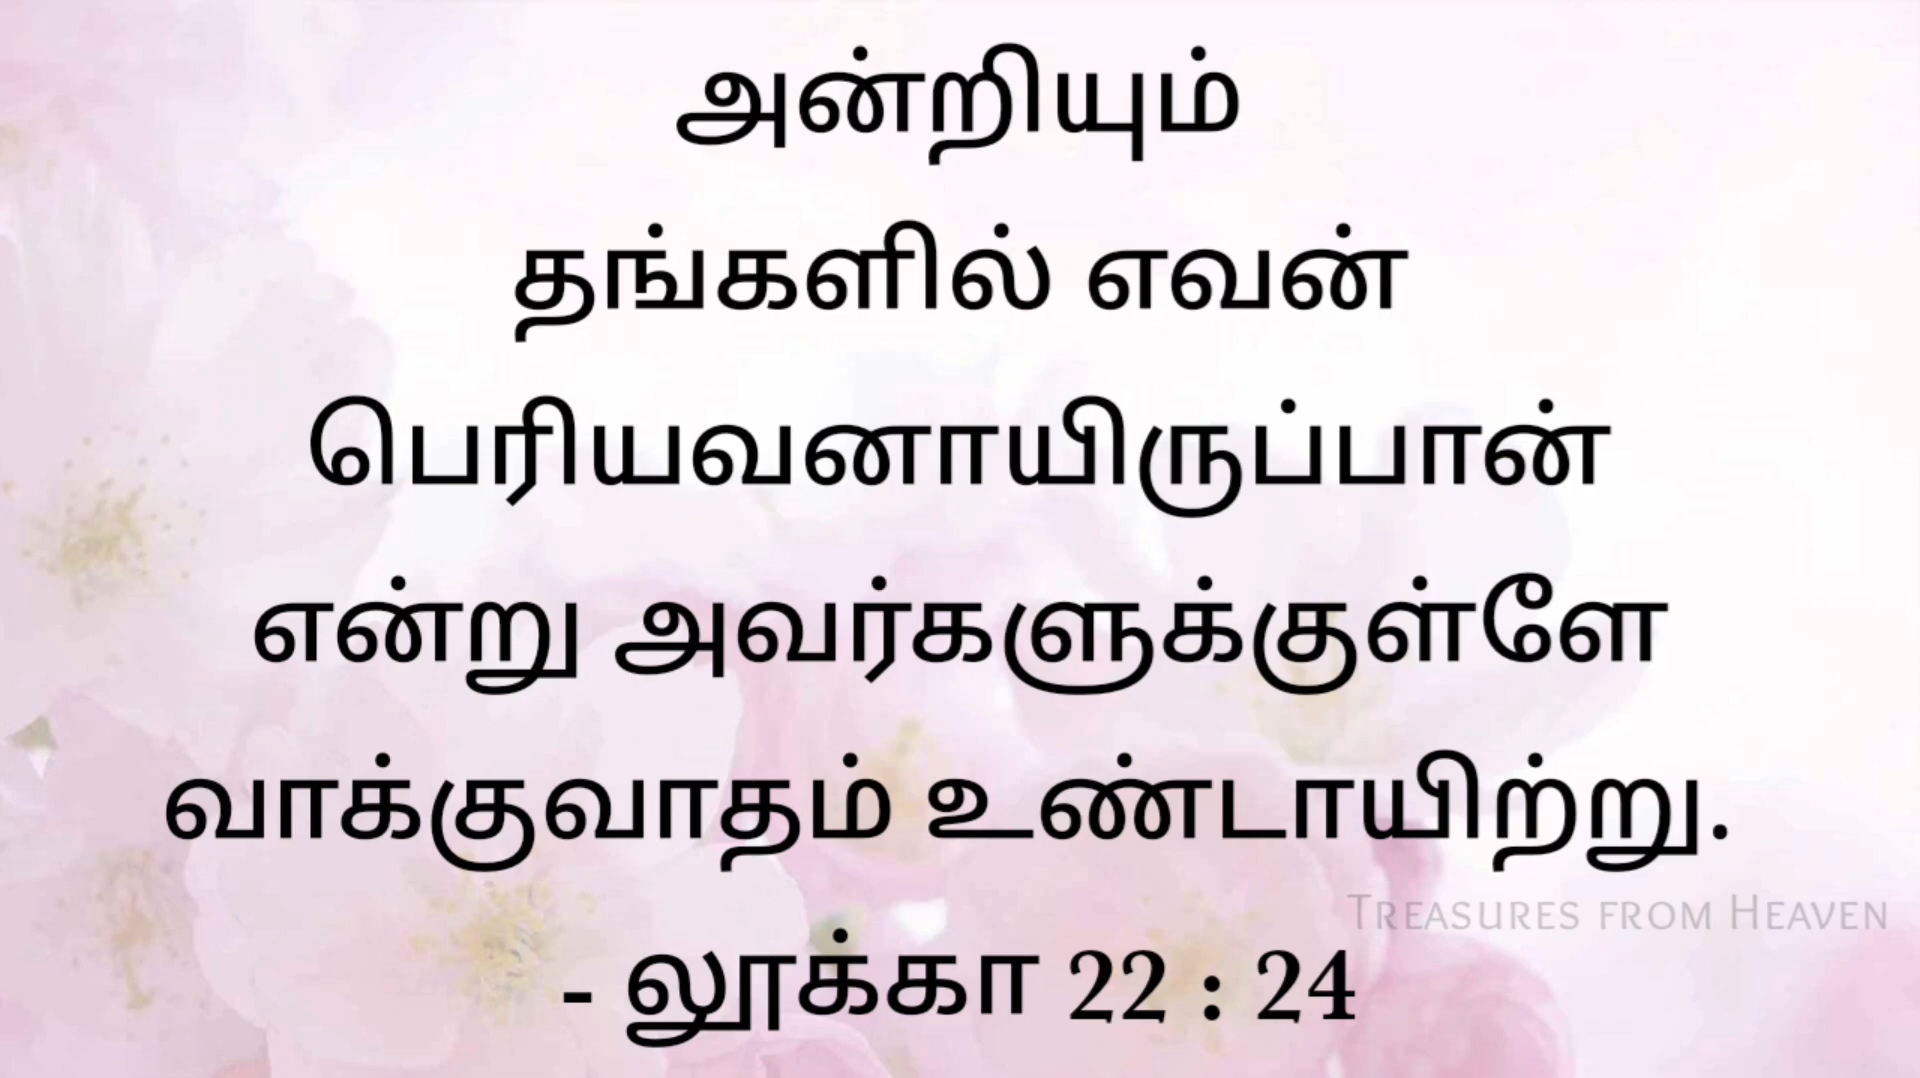 அன்றியும்
தங்களில் எவன்
பெரியவனாயிருப்பான்
என்று அவர்களுக்குள்ளே
வாக்குவாதம் உண்டாயிற்று.
TREASURES FROM HEAVEN
- லூக்கா 22 : 24